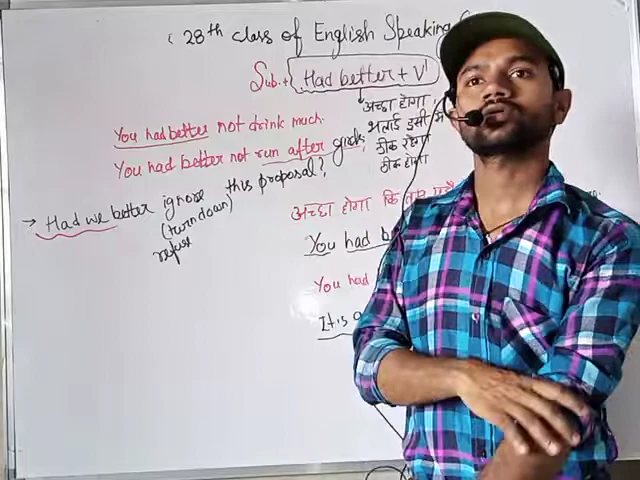 ( 28th class of English Speaking
Sub. + Had better + V¹
अच्छा होगा
भलाई इसी में
ठीक रहेगा
ठीक होगा
You had better not drink much.
You had better not run after girls.
→ Had we better ignore this proposal?
(turn down)
refuse
अच्छा होगा कि तुम
You had
You had
It is